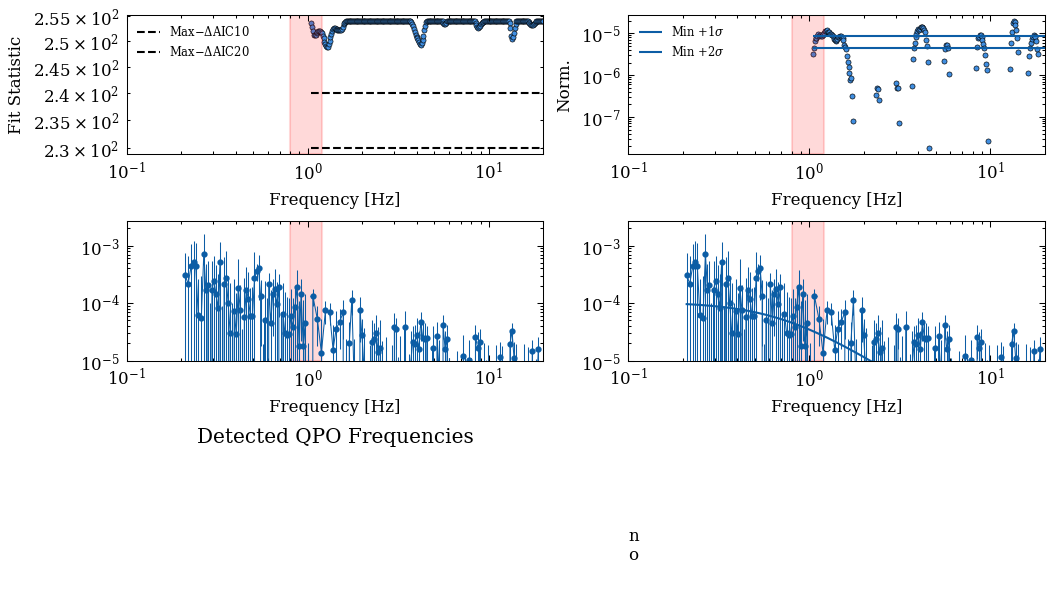 Fit Statistic
2.55 × 10²
2.5 × 10²
2.45 × 10²
2.4 × 10²
2.35 × 10²
2.3 × 10²
Max−ΔAIC10
Max−ΔAIC20
10⁻¹ 10⁰ 10¹
Frequency [Hz]
Norm.
10⁻⁵
10⁻⁶
10⁻⁷
Min +1σ
Min +2σ
10⁻¹ 10⁰ 10¹
Frequency [Hz]
10⁻³
10⁻⁴
10⁻⁵
10⁻¹ 10⁰ 10¹
Frequency [Hz]
10⁻³
10⁻⁴
10⁻⁵
10⁻¹ 10⁰ 10¹
Frequency [Hz]
Detected QPO Frequencies
n
o